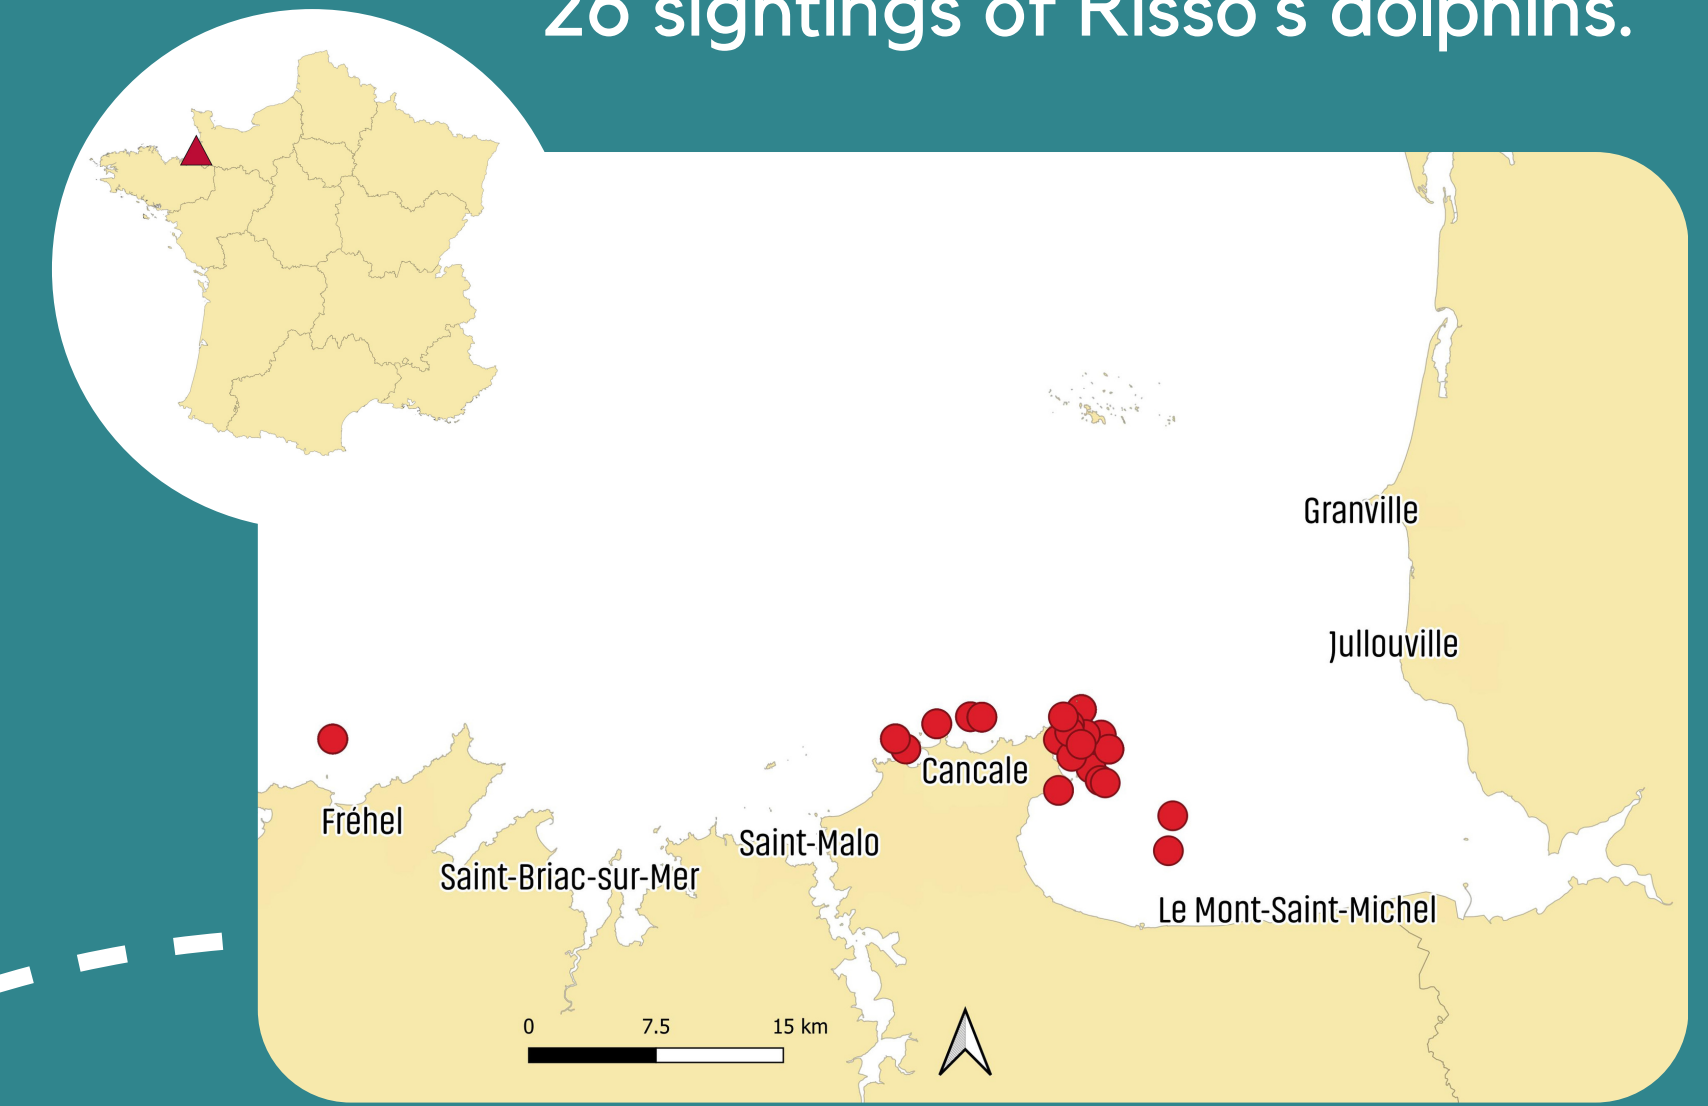 sightings of Risso's dolphins.
Granville
Jullouville
Cancale
Fréhel
Saint-Malo
Saint-Briac-sur-Mer
Le Mont-Saint-Michel
0 7.5 15 km